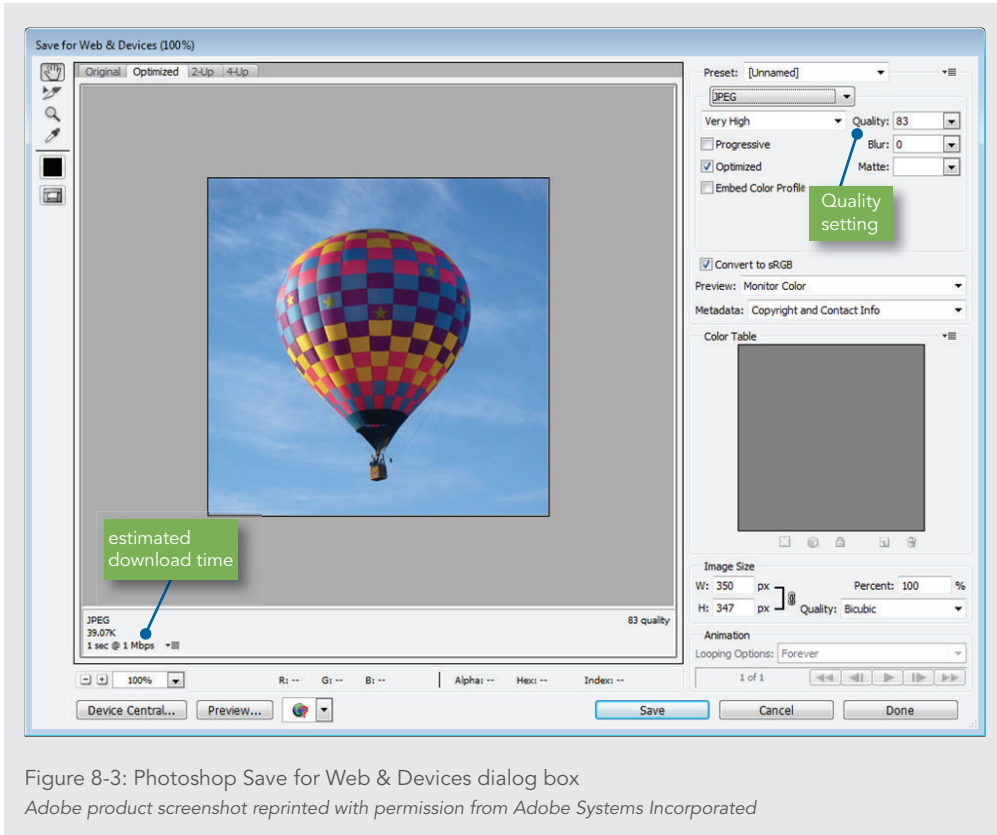 Save for Web & Devices (100%)
Original Optimized 2-Up 4-Up
Preset: [Unnamed]
JPEG
Very High Quality: 83
Progressive Blur: 0
Optimized Matte:
Embed Color Profile
Quality
setting
Convert to sRGB
Preview: Monitor Color
Metadata: Copyright and Contact Info
Color Table
estimated
download time
Image Size
W: 350 px Percent: 100 %
H: 347 px Quality: Bicubic
JPEG 83 quality
39.07K
1 sec @ 1 Mbps
Animation
Looping Options: Forever
1 of 1
100% R: -- G: -- B: -- Alpha: -- Hex: -- Index: --
Device Central... Preview... Save Cancel Done
Figure 8-3: Photoshop Save for Web & Devices dialog box
Adobe product screenshot reprinted with permission from Adobe Systems Incorporated